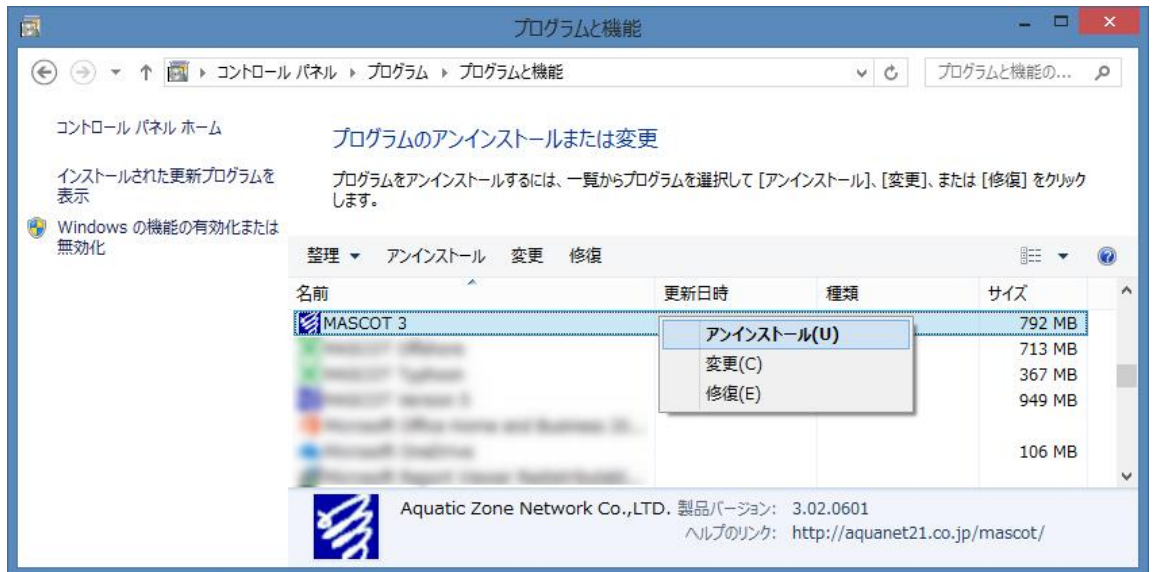 プログラムと機能
コントロール パネル ▸ プログラム ▸ プログラムと機能
プログラムと機能の...
コントロール パネル ホーム
インストールされた更新プログラムを
表示
Windows の機能の有効化または
無効化
プログラムのアンインストールまたは変更
プログラムをアンインストールするには、一覧からプログラムを選択して [アンインストール]、[変更]、または [修復] をクリック
します。
整理 ▼ アンインストール 変更 修復
名前 更新日時 種類 サイズ
MASCOT 3 792 MB
アンインストール(U)
変更(C)
修復(E)
713 MB
367 MB
949 MB
106 MB
Aquatic Zone Network Co.,LTD. 製品バージョン: 3.02.0601
ヘルプのリンク: http://aquanet21.co.jp/mascot/